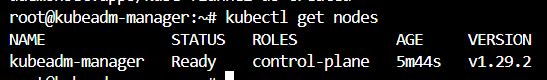 root@kubeadm-manager:~# kubectl get nodes
NAME STATUS ROLES AGE VERSION
kubeadm-manager Ready control-plane 5m44s v1.29.2